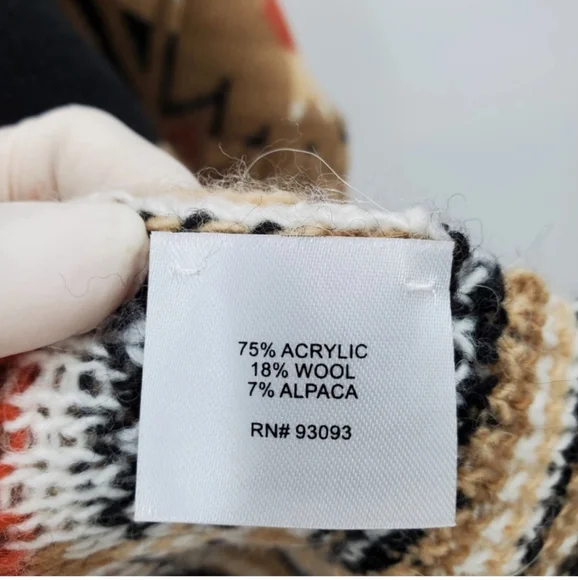 75% ACRYLIC
18% WOOL
7% ALPACA
RN# 93093